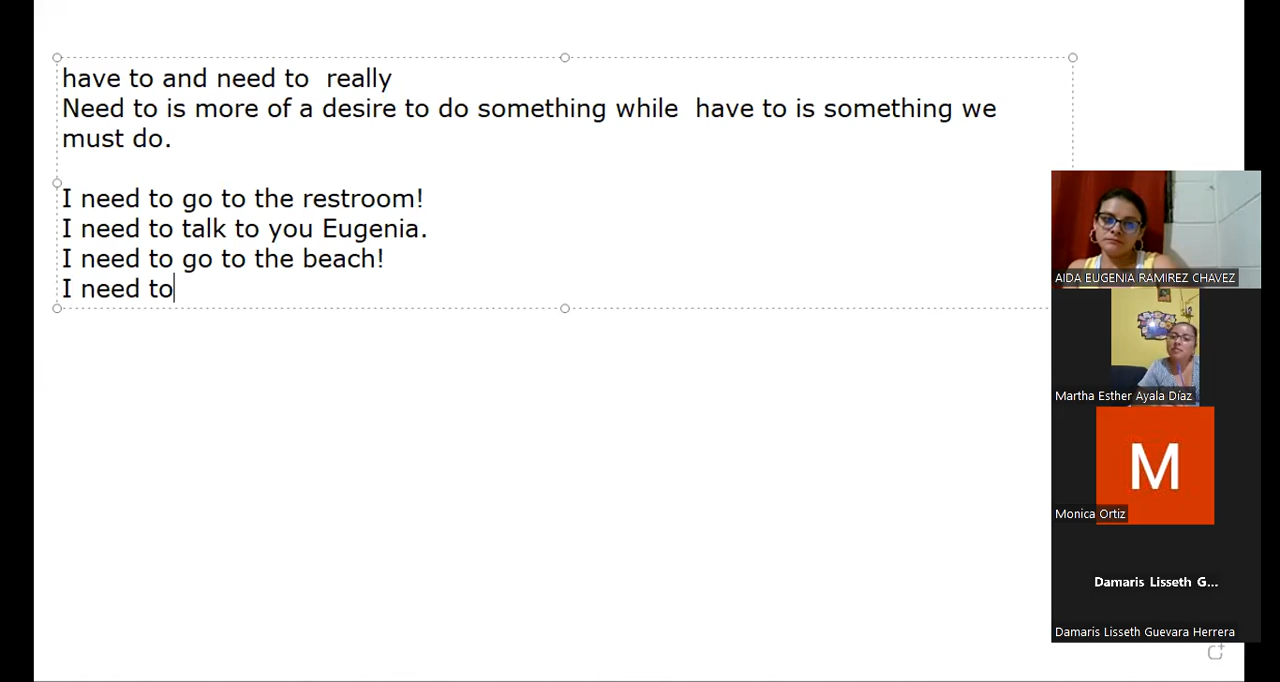 have to and need to  really
Need to is more of a desire to do something while  have to is something we
must do.
I need to go to the restroom!
I need to talk to you Eugenia.
I need to go to the beach!
I need to
AIDA EUGENIA RAMIREZ CHAVEZ
Martha Esther Ayala Díaz
M
Monica Ortiz
Damaris Lisseth G...
Damaris Lisseth Guevara Herrera